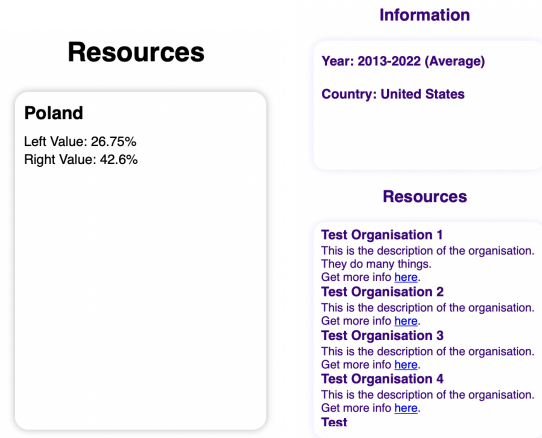 Resources
Poland
Left Value: 26.75%
Right Value: 42.6%
Information
Year: 2013-2022 (Average)
Country: United States
Resources
Test Organisation 1
This is the description of the organisation.
They do many things.
Get more info here.
Test Organisation 2
This is the description of the organisation.
Get more info here.
Test Organisation 3
This is the description of the organisation.
Get more info here.
Test Organisation 4
This is the description of the organisation.
Get more info here.
Test